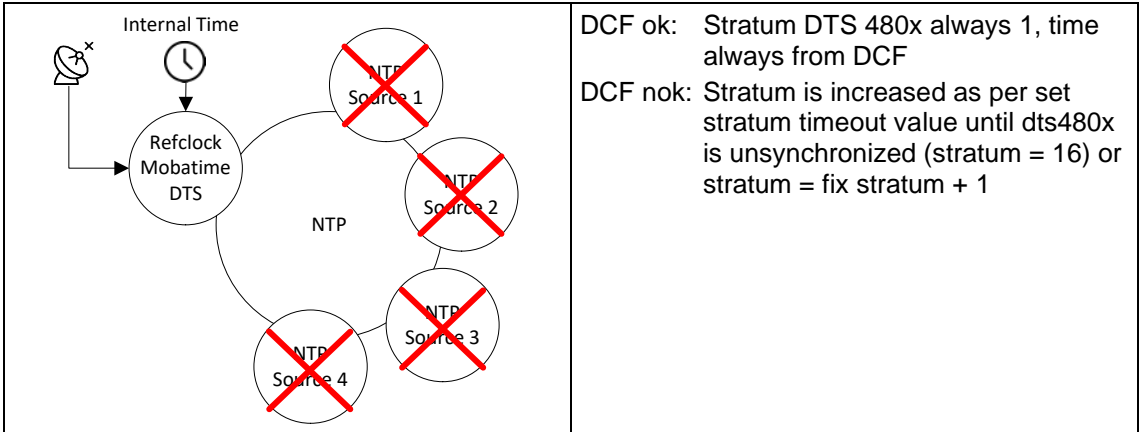 Internal Time
NTP
Source 1
Refclock
Mobatime
DTS
NTP
Source 2
NTP
NTP
Source 3
NTP
Source 4
DCF ok: Stratum DTS 480x always 1, time
always from DCF
DCF nok: Stratum is increased as per set
stratum timeout value until dts480x
is unsynchronized (stratum = 16) or
stratum = fix stratum + 1